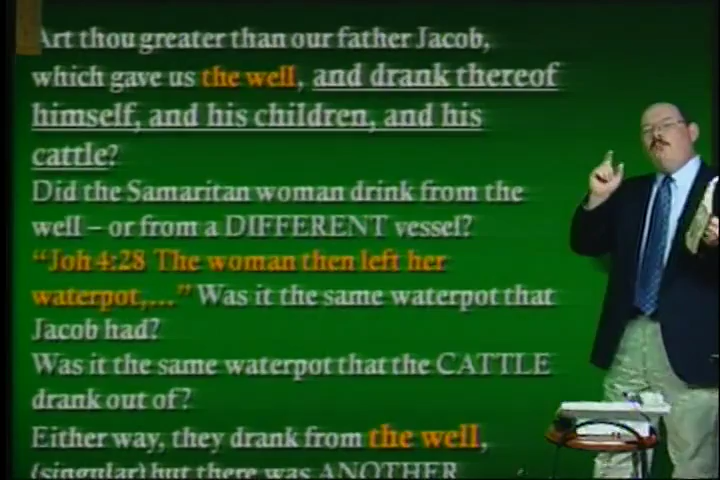 Art thou greater than our father Jacob,
which gave us the well, and drank thereof
himself, and his children, and his
cattle?
Did the Samaritan woman drink from the
well – or from a DIFFERENT vessel?
“Joh 4:28 The woman then left her
waterpot,...” Was it the same waterpot that
Jacob had?
Was it the same waterpot that the CATTLE
drank out of?
Either way, they drank from the well,
(singular) but there was ANOTHER